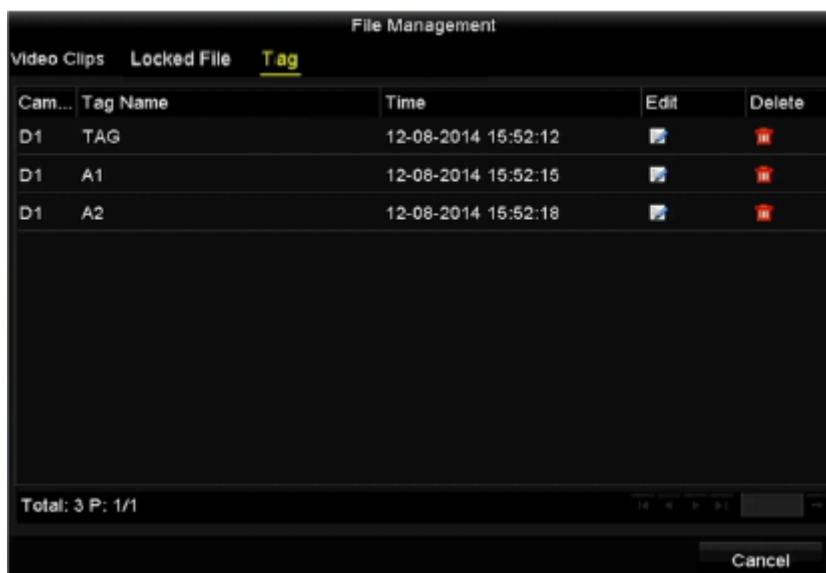 File Management
Video Clips Locked File Tag
Cam... Tag Name Time Edit Delete
D1 TAG 12-08-2014 15:52:12
D1 A1 12-08-2014 15:52:15
D1 A2 12-08-2014 15:52:18
Total: 3 P: 1/1
Cancel